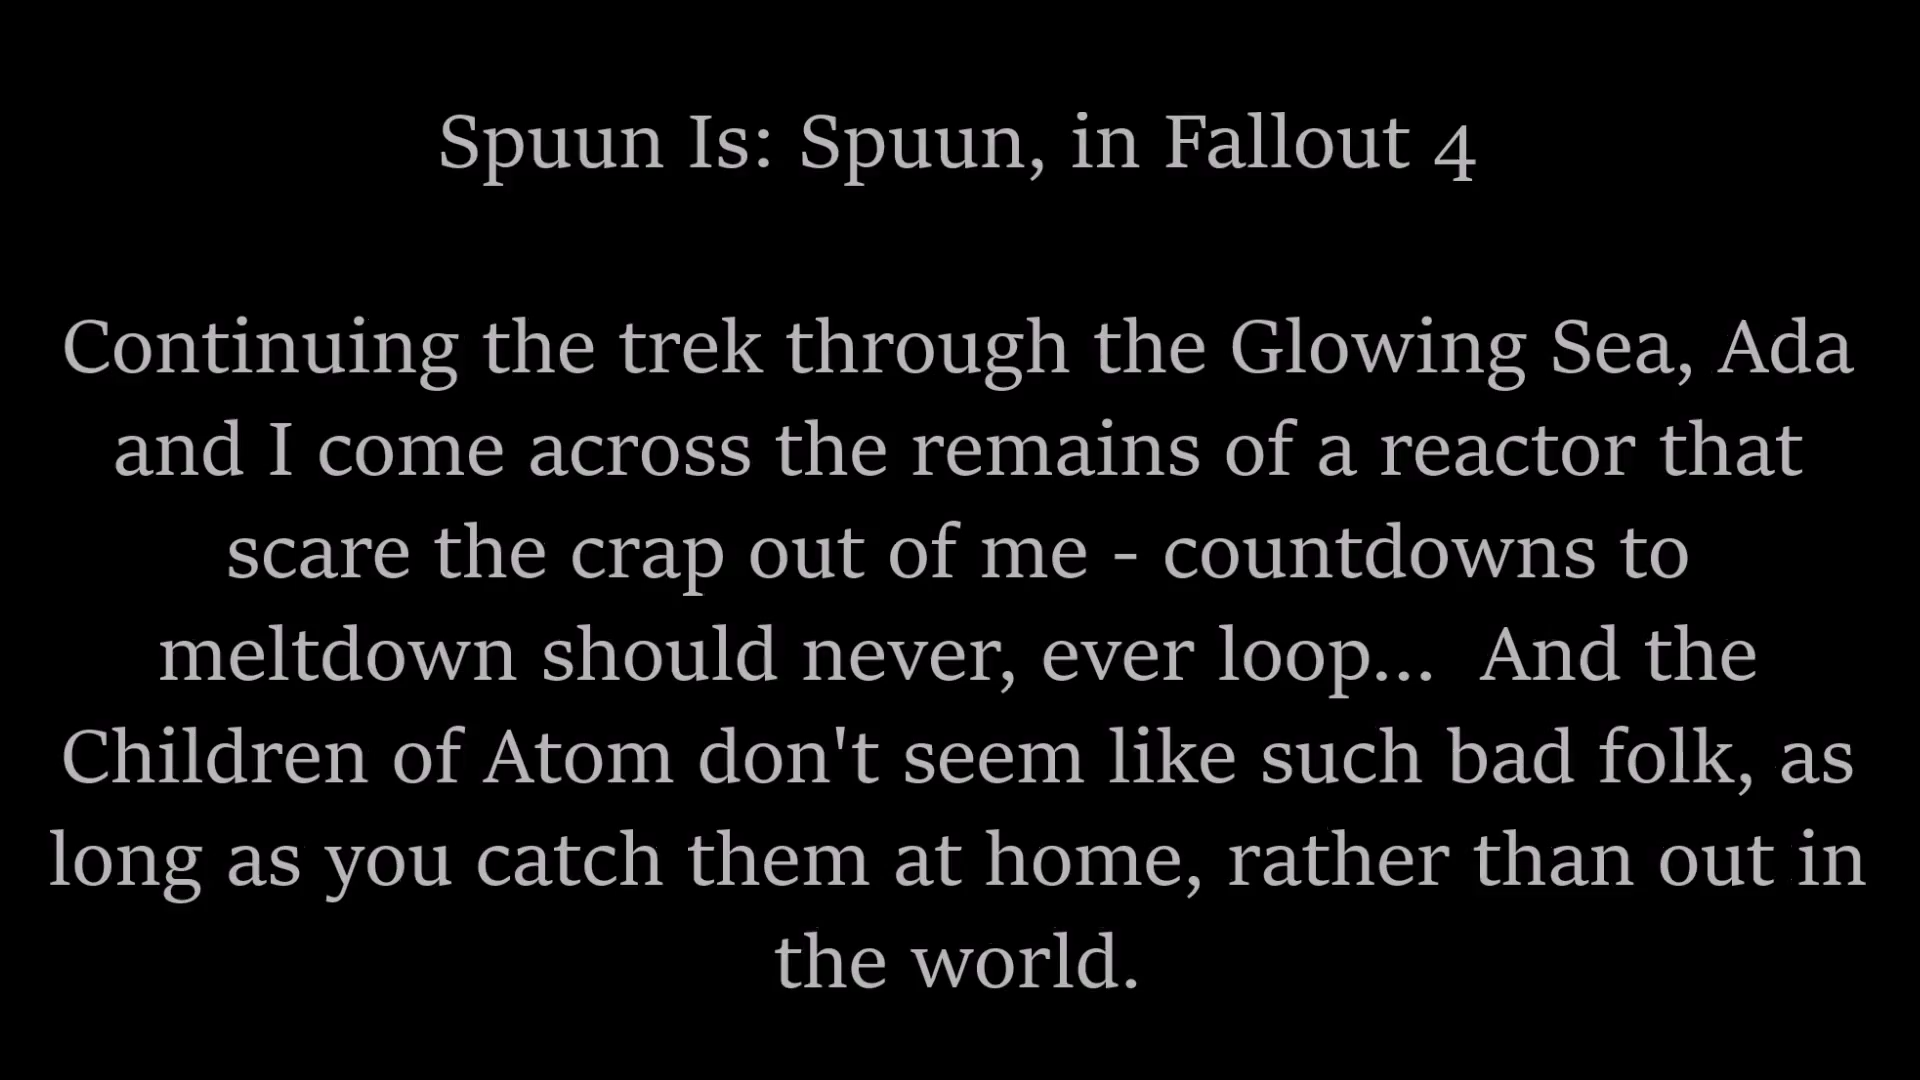 Spuun Is: Spuun, in Fallout 4
Continuing the trek through the Glowing Sea, Ada
and I come across the remains of a reactor that
scare the crap out of me - countdowns to
meltdown should never, ever loop...  And the
Children of Atom don't seem like such bad folk, as
long as you catch them at home, rather than out in
the world.